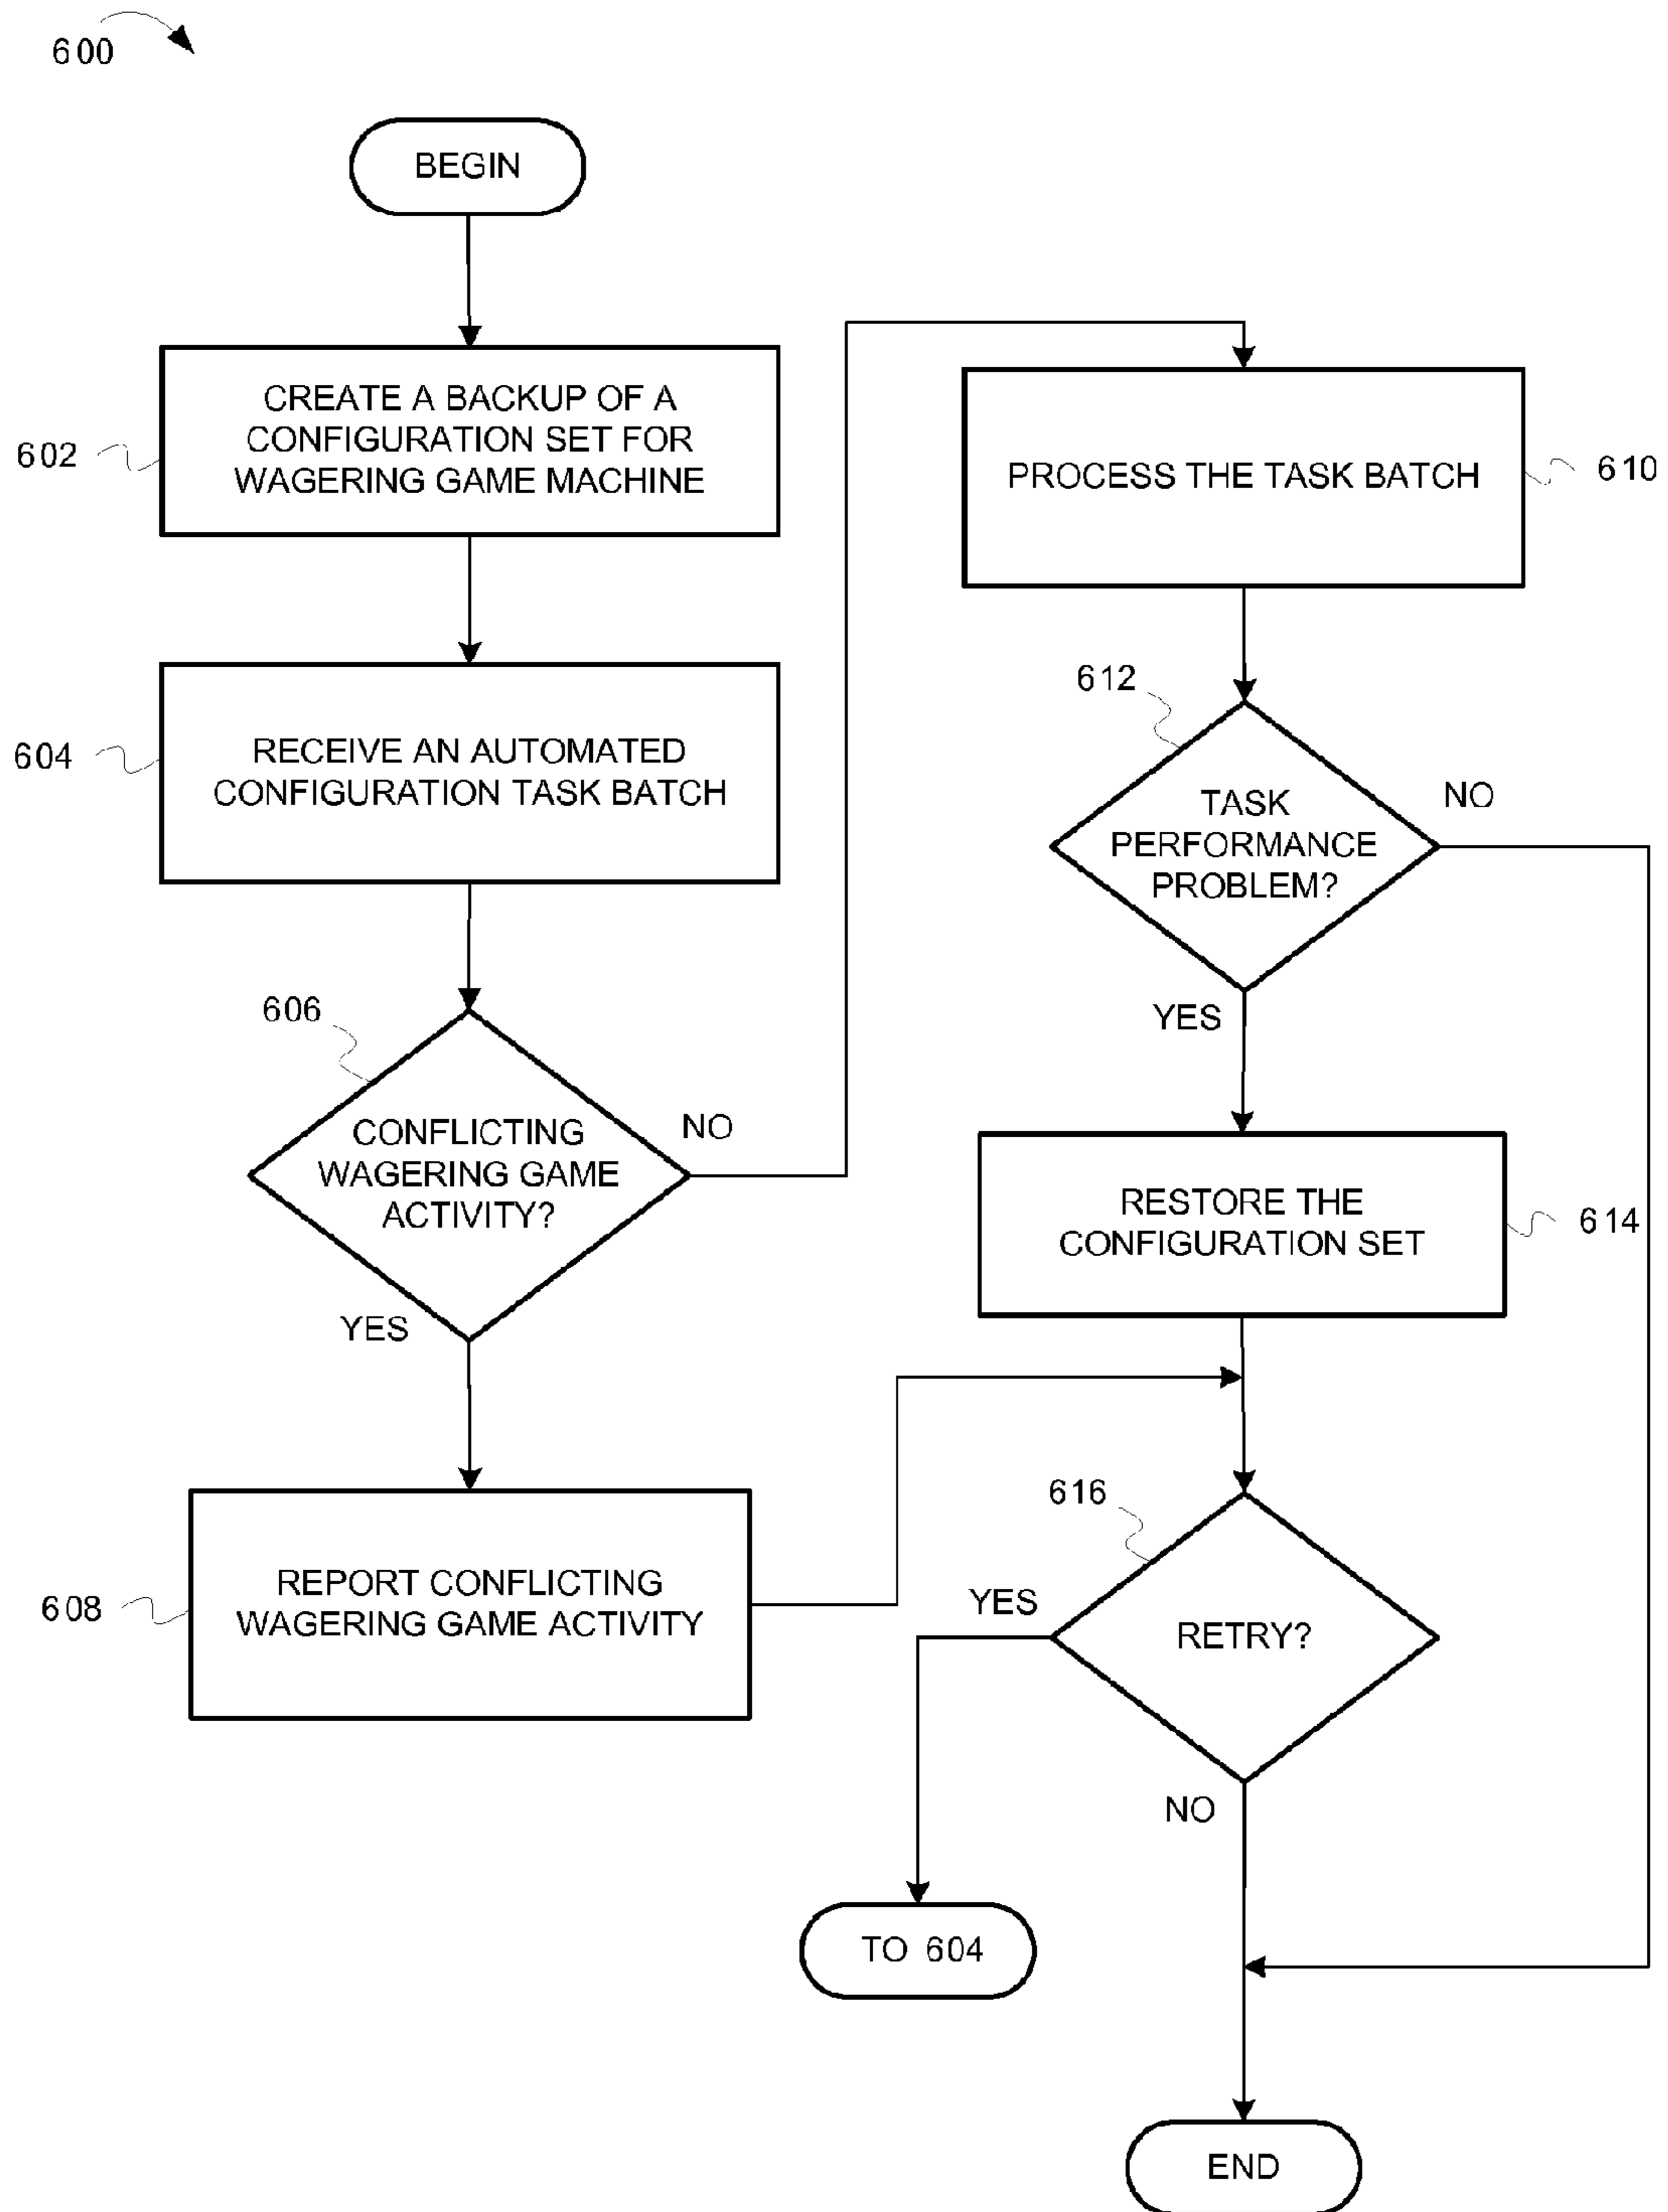 600
BEGIN
602
CREATE A BACKUP OF A
CONFIGURATION SET FOR
WAGERING GAME MACHINE
604
RECEIVE AN AUTOMATED
CONFIGURATION TASK BATCH
606
CONFLICTING
WAGERING GAME
ACTIVITY?
NO
YES
608
REPORT CONFLICTING
WAGERING GAME ACTIVITY
PROCESS THE TASK BATCH
610
612
TASK
PERFORMANCE
PROBLEM?
NO
YES
RESTORE THE
CONFIGURATION SET
614
616
RETRY?
YES
NO
TO 604
END